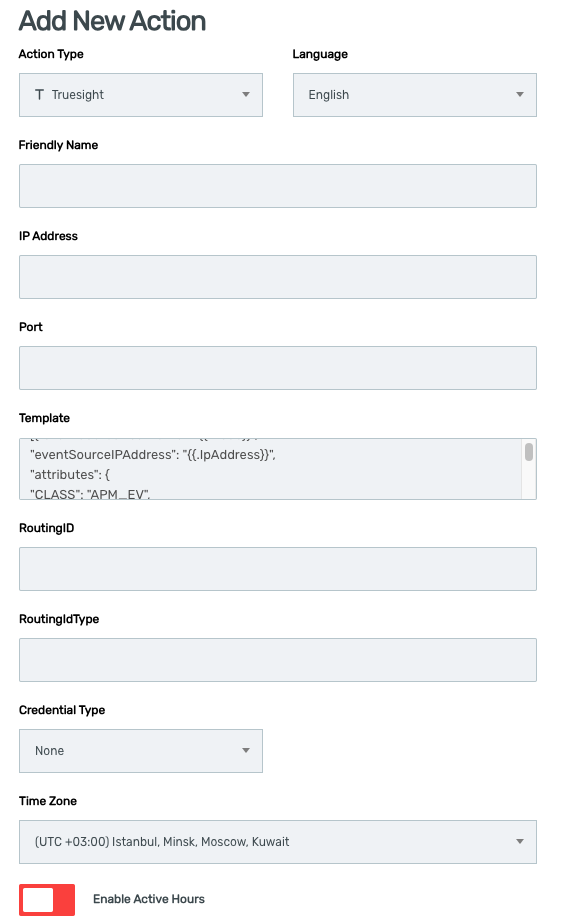 Add New Action
Action Type
Language
T Truesight
English
Friendly Name
IP Address
Port
Template
"eventSourceIPAddress": "{{.IpAddress}}",
"attributes": {
"CLASS": "APM_EV",
RoutingID
RoutingIdType
Credential Type
None
Time Zone
(UTC +03:00) Istanbul, Minsk, Moscow, Kuwait
Enable Active Hours